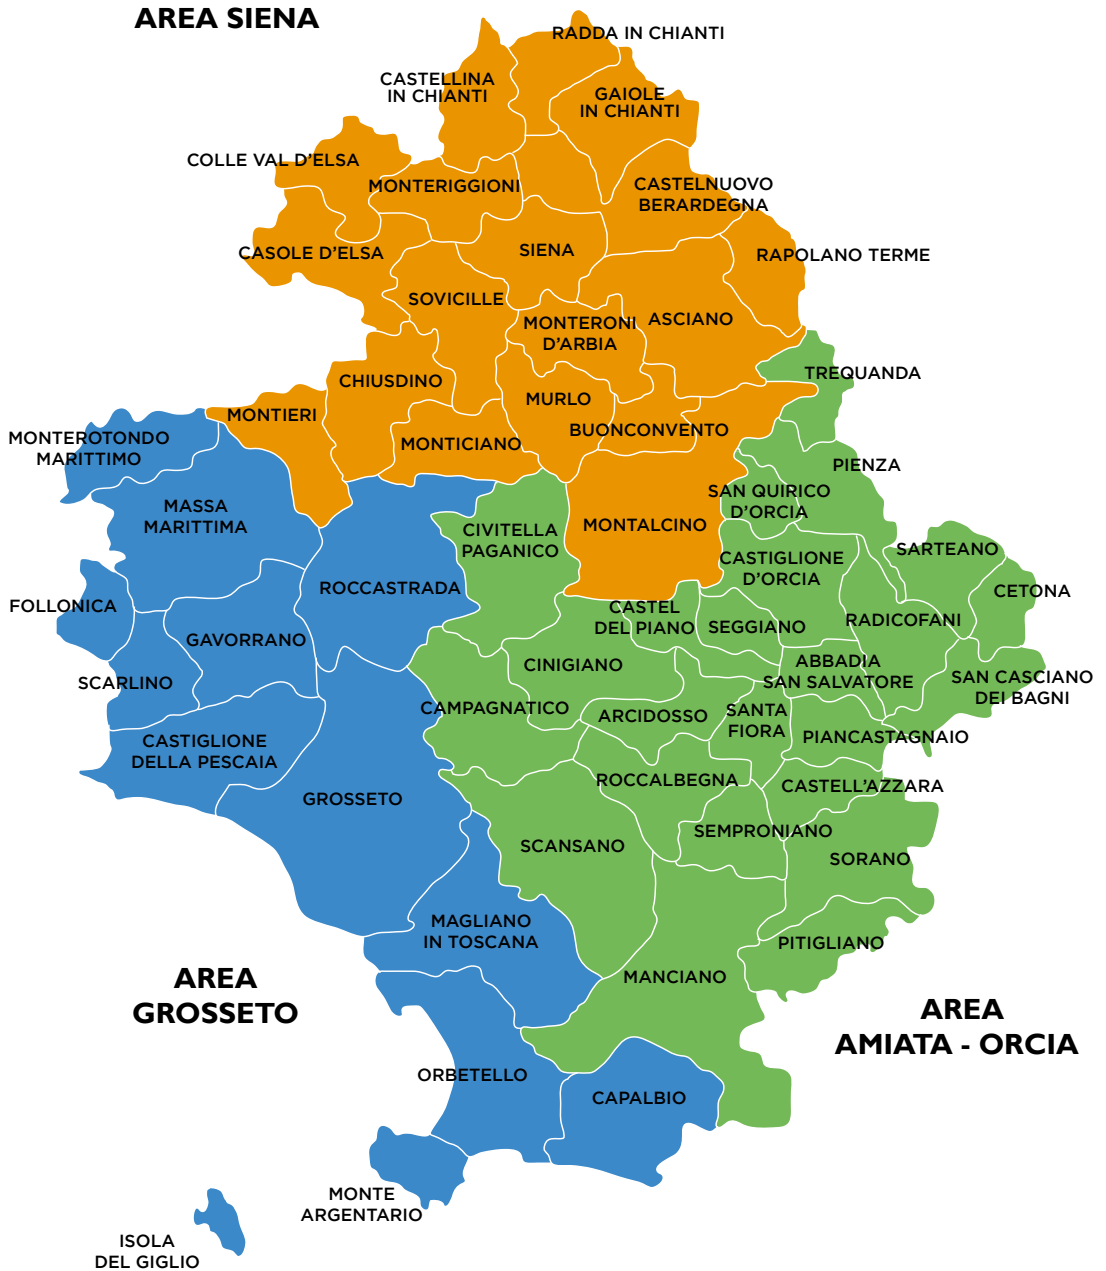 AREA SIENA
RADDA IN CHIANTI
CASTELLINA
IN CHIANTI
GAIOLE
IN CHIANTI
COLLE VAL D'ELSA
MONTERIGGIONI
CASTELNUOVO
BERARDEGNA
CASOLE D'ELSA
SIENA
RAPOLANO TERME
SOVICILLE
MONTERONI
D'ARBIA
ASCIANO
TREQUANDA
CHIUSDINO
MURLO
MONTIERI
BUONCONVENTO
MONTICIANO
MONTEROTONDO
MARITTIMO
PIENZA
SAN QUIRICO
D'ORCIA
MASSA
MARITTIMA
CIVITELLA
PAGANICO
MONTALCINO
SARTEANO
CASTIGLIONE
D'ORCIA
ROCCASTRADA
CETONA
FOLLONICA
CASTEL
DEL PIANO
SEGGIANO
RADICOFANI
GAVORRANO
CINIGIANO
ABBADIA
SAN SALVATORE
SCARLINO
SAN CASCIANO
DEI BAGNI
CAMPAGNATICO
ARCIDOSSO
SANTA
FIORA
PIANCASTAGNAIO
CASTIGLIONE
DELLA PESCAIA
ROCCALBEGNA
CASTELL'AZZARA
GROSSETO
SEMPRONIANO
SCANSANO
SORANO
MAGLIANO
IN TOSCANA
PITIGLIANO
MANCIANO
AREA
GROSSETO
AREA
AMIATA - ORCIA
ORBETELLO
CAPALBIO
MONTE
ARGENTARIO
ISOLA
DEL GIGLIO